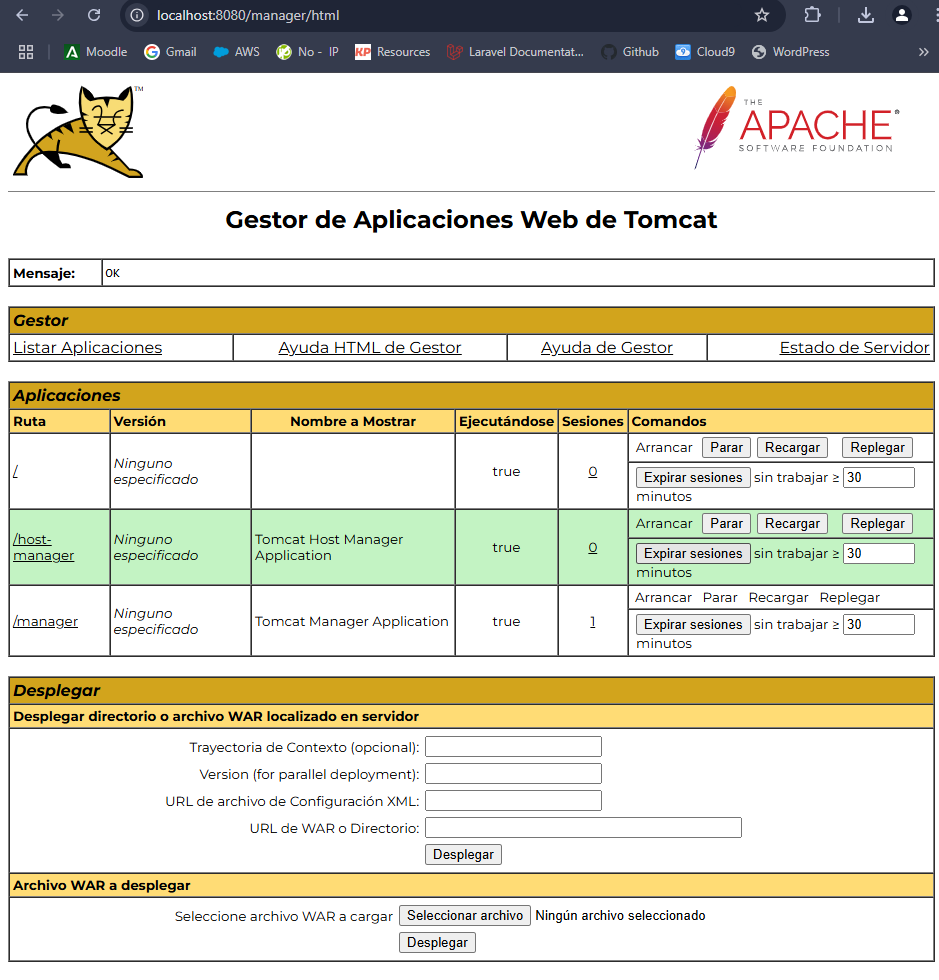 localhost:8080/manager/html
Moodle Gmail AWS No - IP Resources Laravel Documentat... Github Cloud9 WordPress »
TM
THE
APACHE®
SOFTWARE FOUNDATION
Gestor de Aplicaciones Web de Tomcat
Mensaje: OK
Gestor
Listar Aplicaciones Ayuda HTML de Gestor Ayuda de Gestor Estado de Servidor
Aplicaciones
Ruta Versión Nombre a Mostrar Ejecutándose Sesiones Comandos
/ Ninguno especificado true 0 Arrancar Parar Recargar Replegar
Expirar sesiones sin trabajar ≥ 30 minutos
/host-manager Ninguno especificado Tomcat Host Manager Application true 0 Arrancar Parar Recargar Replegar
Expirar sesiones sin trabajar ≥ 30 minutos
/manager Ninguno especificado Tomcat Manager Application true 1 Arrancar Parar Recargar Replegar
Expirar sesiones sin trabajar ≥ 30 minutos
Desplegar
Desplegar directorio o archivo WAR localizado en servidor
Trayectoria de Contexto (opcional):
Version (for parallel deployment):
URL de archivo de Configuración XML:
URL de WAR o Directorio:
Desplegar
Archivo WAR a desplegar
Seleccione archivo WAR a cargar Seleccionar archivo Ningún archivo seleccionado
Desplegar